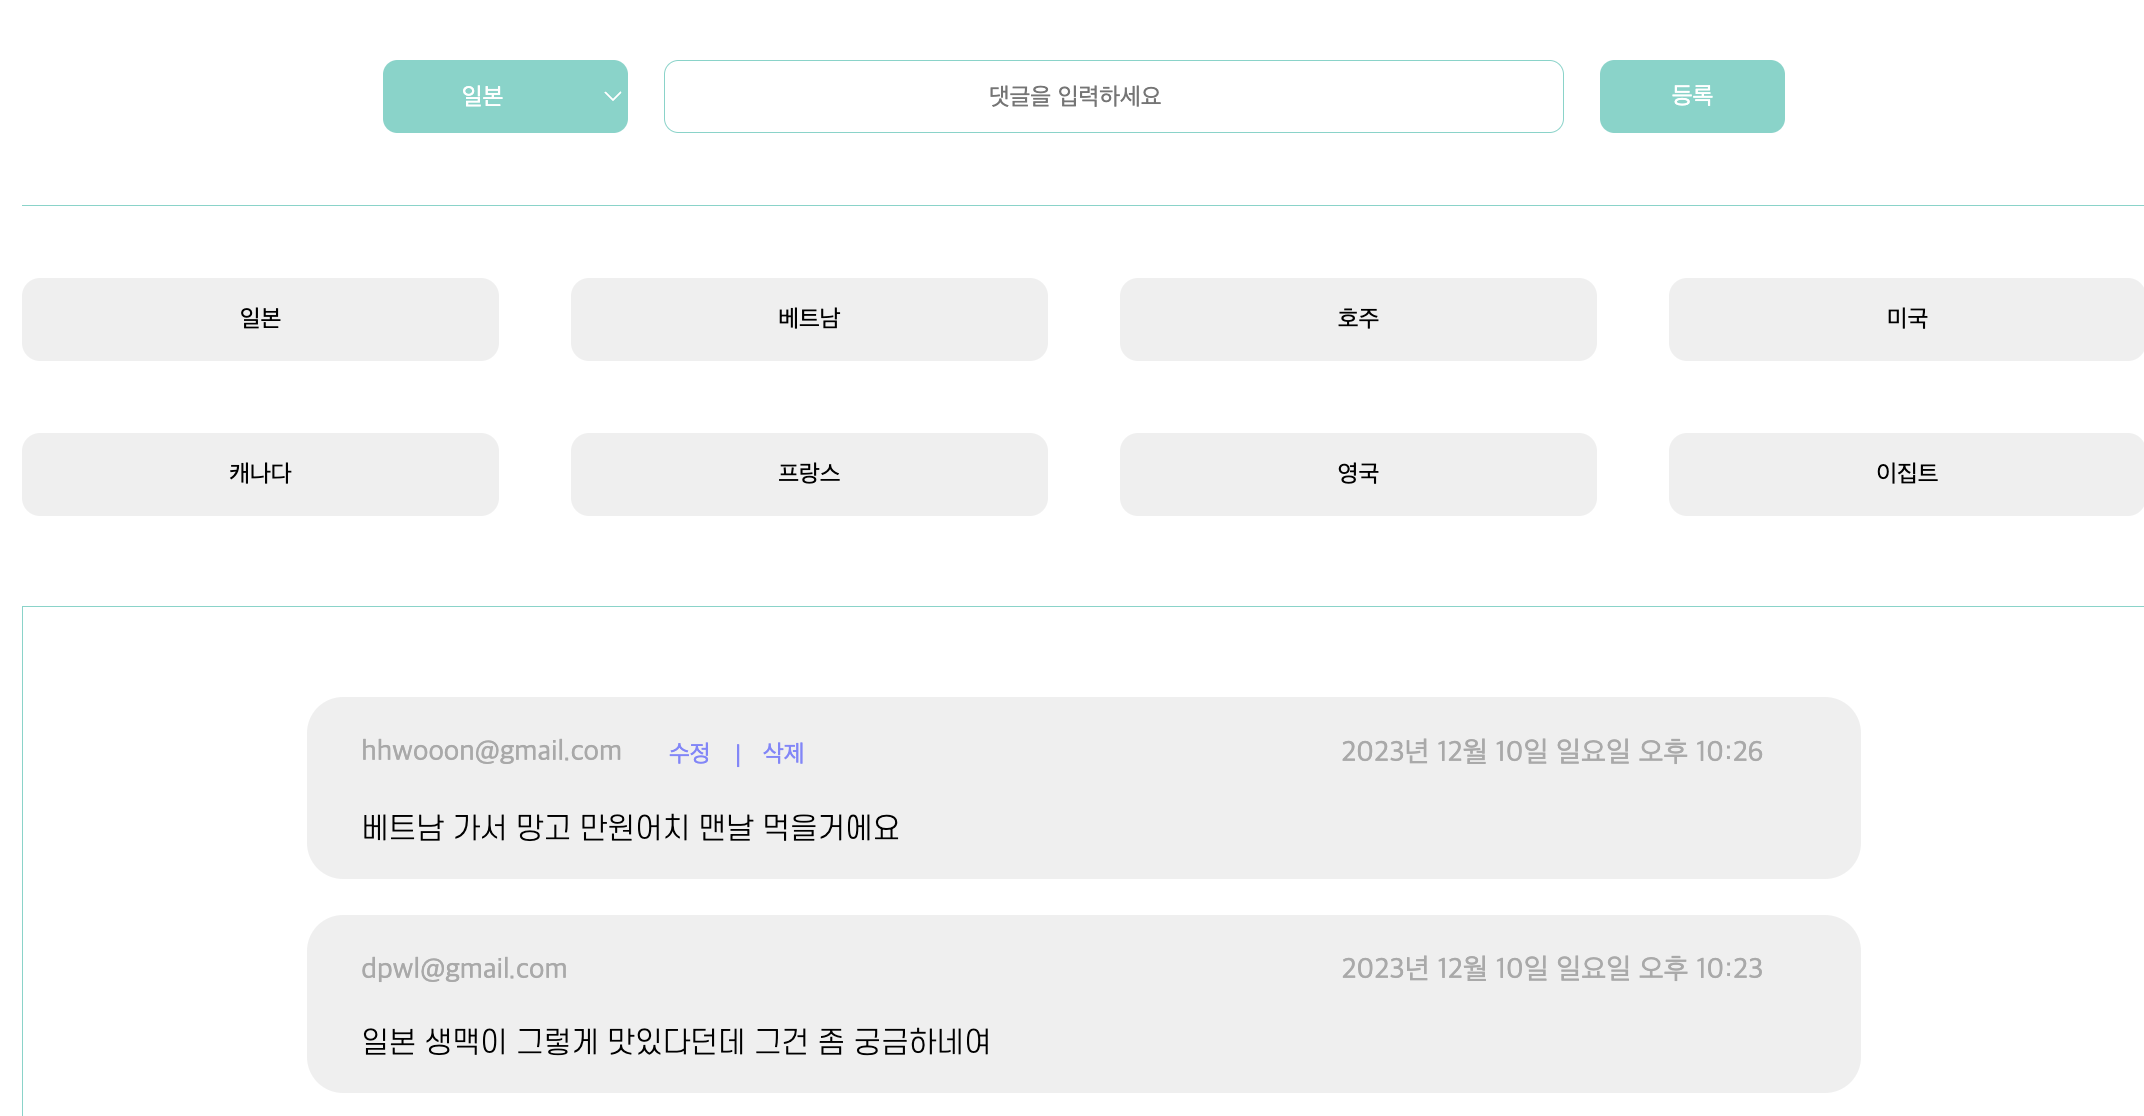 일본 댓글을 입력하세요 등록
일본 베트남 호주 미국
캐나다 프랑스 영국 이집트
hhwooon@gmail.com 수정 | 삭제 2023년 12월 10일 일요일 오후 10:26
베트남 가서 망고 만원어치 맨날 먹을거에요
dpwl@gmail.com 2023년 12월 10일 일요일 오후 10:23
일본 생맥이 그렇게 맛있다던데 그건 좀 궁금하네여